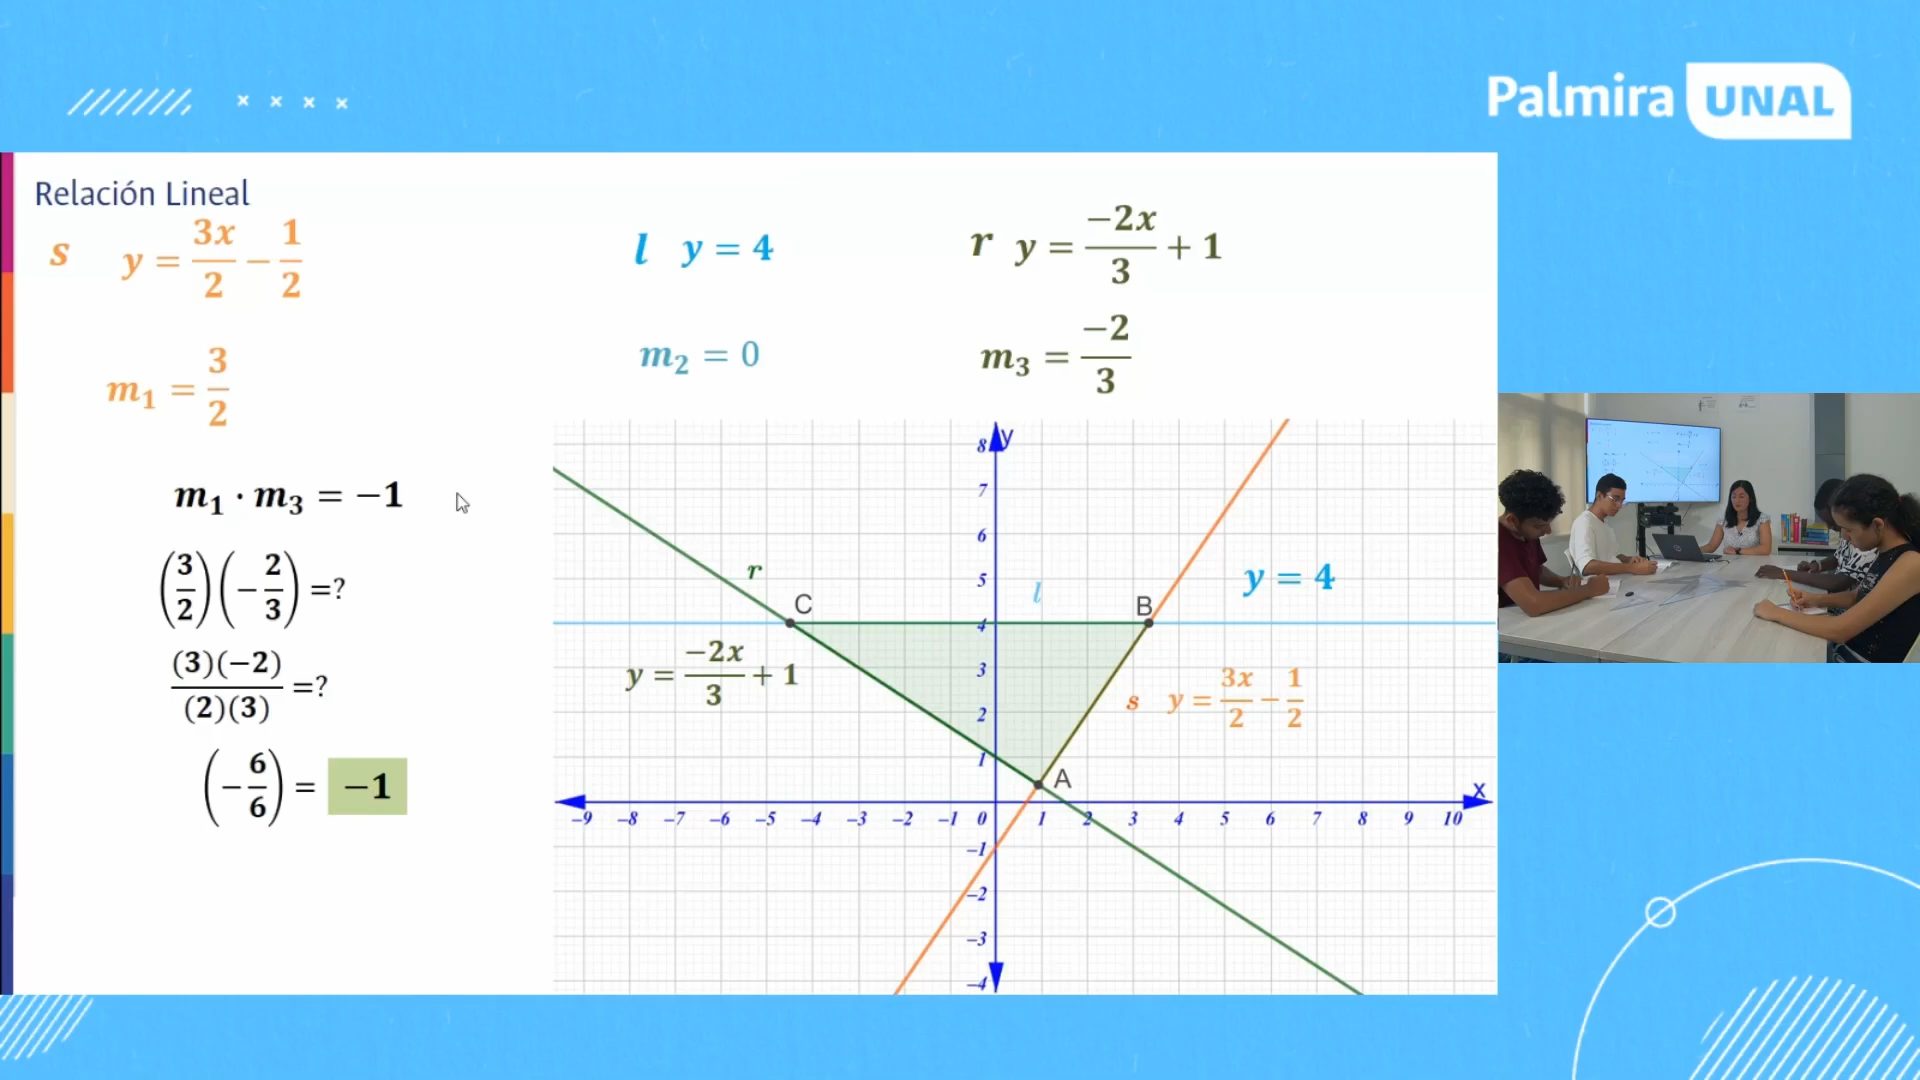 Palmira UNAL
Relación Lineal
s y = 3x/2 − 1/2
l y = 4
r y = −2x/3 + 1
m₁ = 3/2
m₂ = 0
m₃ = −2/3
m₁ · m₃ = −1
(3/2)(−2/3) =?
(3)(−2)/(2)(3) =?
(−6/6) = −1
y
8
7
6
5
4
3
2
1
r
C
l
B
y = 4
y = −2x/3 + 1
s y = 3x/2 − 1/2
A
x
−9 −8 −7 −6 −5 −4 −3 −2 −1 0 1 2 3 4 5 6 7 8 9 10
−1
−2
−3
−4